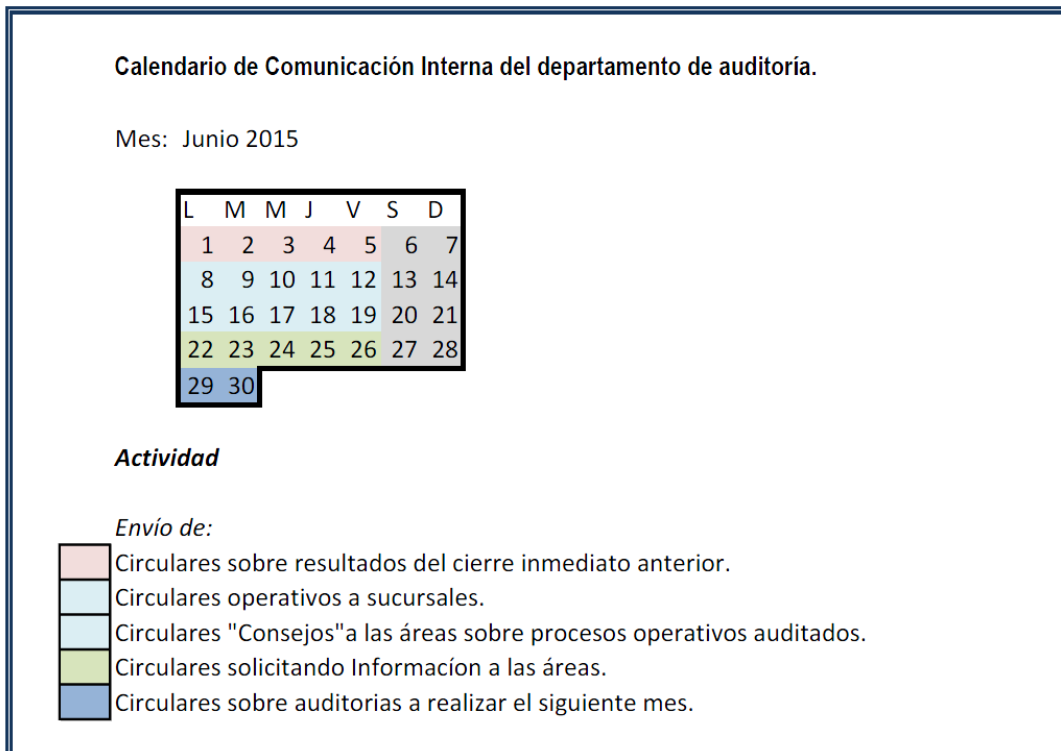 Calendario de Comunicación Interna del departamento de auditoría.
Mes: Junio 2015
L M M J V S D
1 2 3 4 5 6 7
8 9 10 11 12 13 14
15 16 17 18 19 20 21
22 23 24 25 26 27 28
29 30
Actividad
Envío de:
Circulares sobre resultados del cierre inmediato anterior.
Circulares operativos a sucursales.
Circulares "Consejos"a las áreas sobre procesos operativos auditados.
Circulares solicitando Informacíon a las áreas.
Circulares sobre auditorias a realizar el siguiente mes.